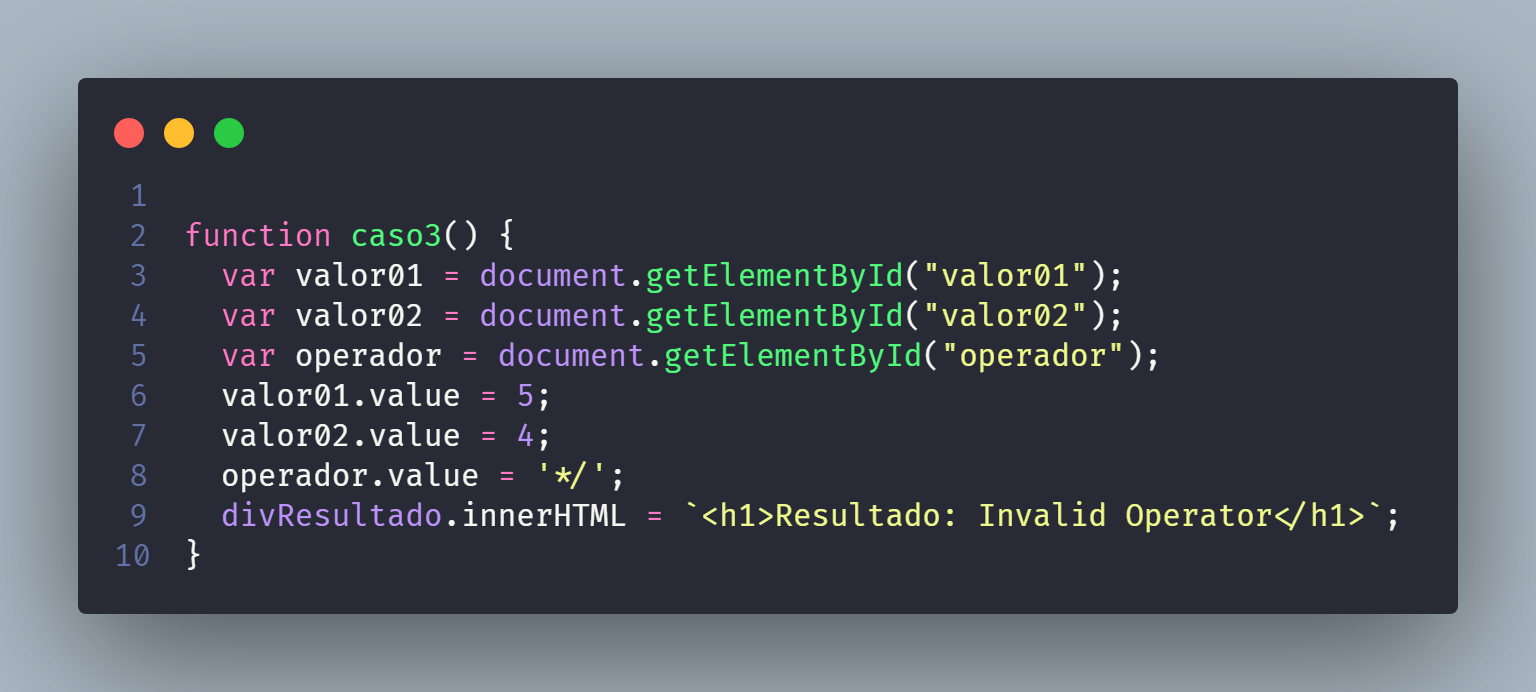 1
2 function caso3() {
3   var valor01 = document.getElementById("valor01");
4   var valor02 = document.getElementById("valor02");
5   var operador = document.getElementById("operador");
6   valor01.value = 5;
7   valor02.value = 4;
8   operador.value = '*/';
9   divResultado.innerHTML = `<h1>Resultado: Invalid Operator</h1>`;
10 }